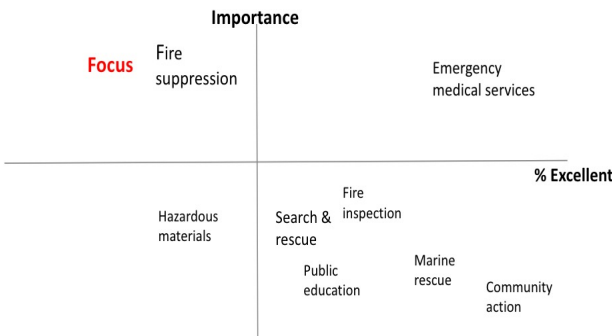 Importance
Focus
Fire
suppression
Emergency
medical services
% Excellent
Hazardous
materials
Search &
rescue
Fire
inspection
Public
education
Marine
rescue
Community
action